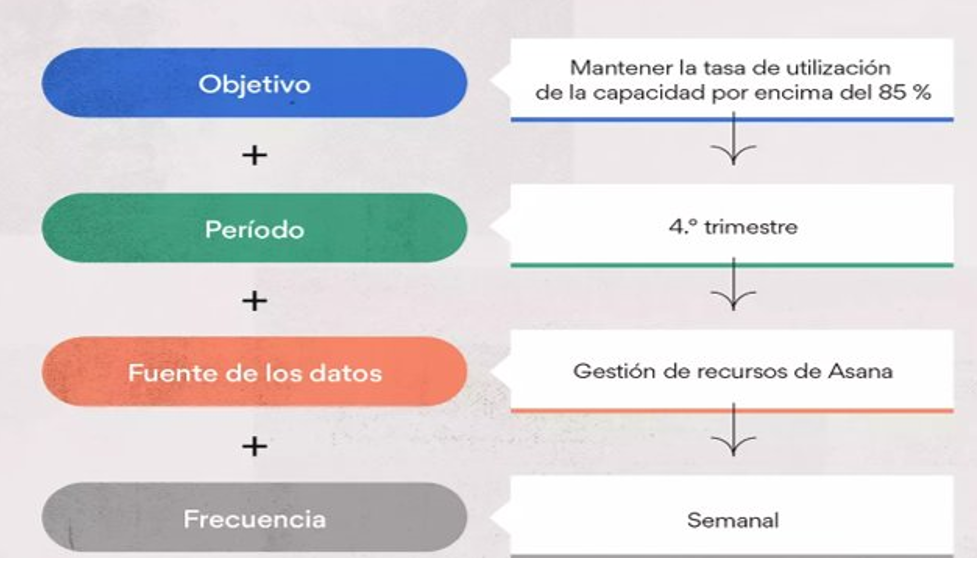 Objetivo
Mantener la tasa de utilización
de la capacidad por encima del 85 %
+
Período
4.º trimestre
+
Fuente de los datos
Gestión de recursos de Asana
+
Frecuencia
Semanal